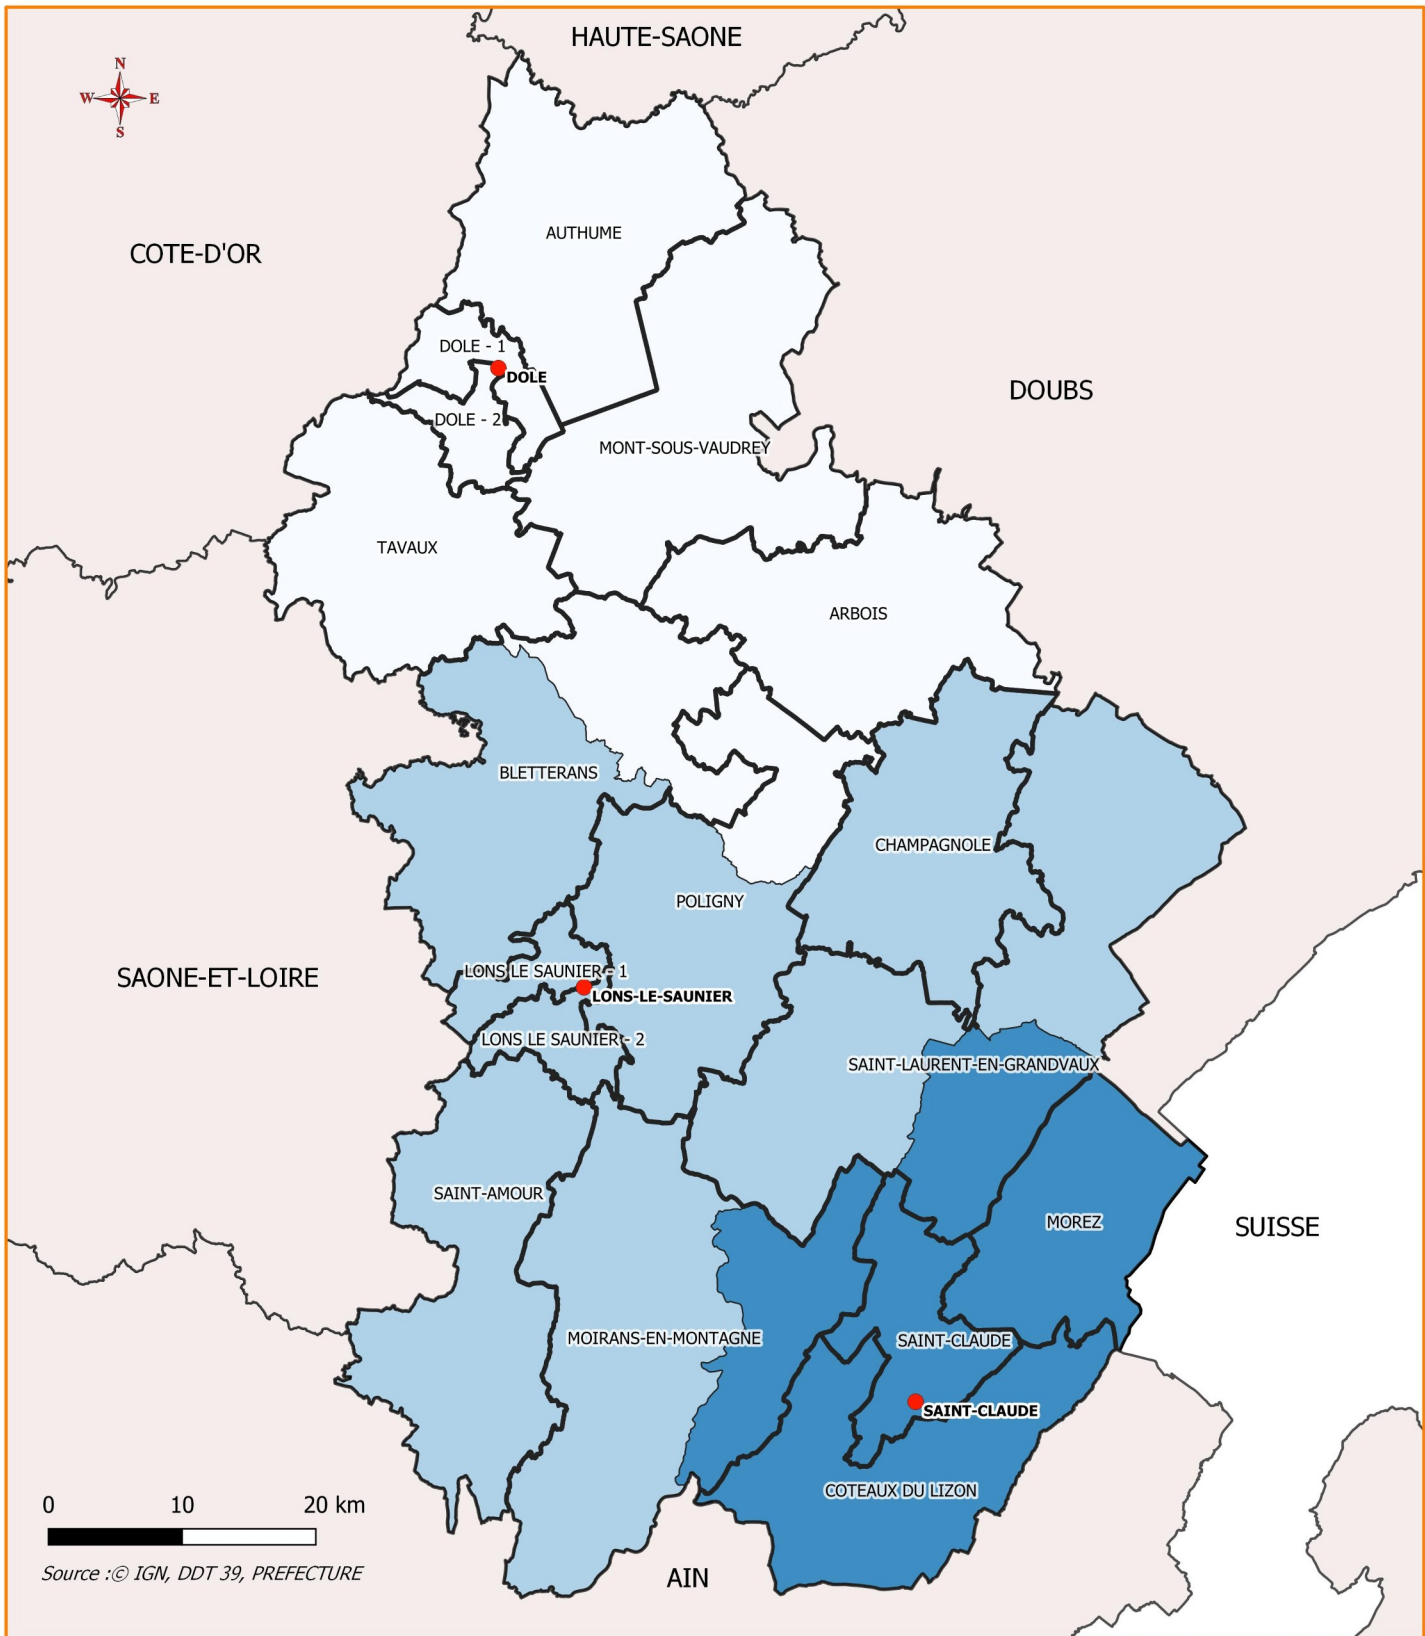 HAUTE-SAONE
N
W E
S
AUTHUME
COTE-D'OR
DOLE - 1
DOLE
DOUBS
DOLE - 2
MONT-SOUS-VAUDREY
TAVAUX
ARBOIS
BLETTERANS
CHAMPAGNOLE
POLIGNY
LONS LE SAUNIER - 1
SAONE-ET-LOIRE
LONS-LE-SAUNIER
LONS LE SAUNIER - 2
SAINT-LAURENT-EN-GRANDVAUX
SAINT-AMOUR
MOREZ
SUISSE
MOIRANS-EN-MONTAGNE
SAINT-CLAUDE
SAINT-CLAUDE
COTEAUX DU LIZON
0 10 20 km
Source :© IGN, DDT 39, PREFECTURE
AIN